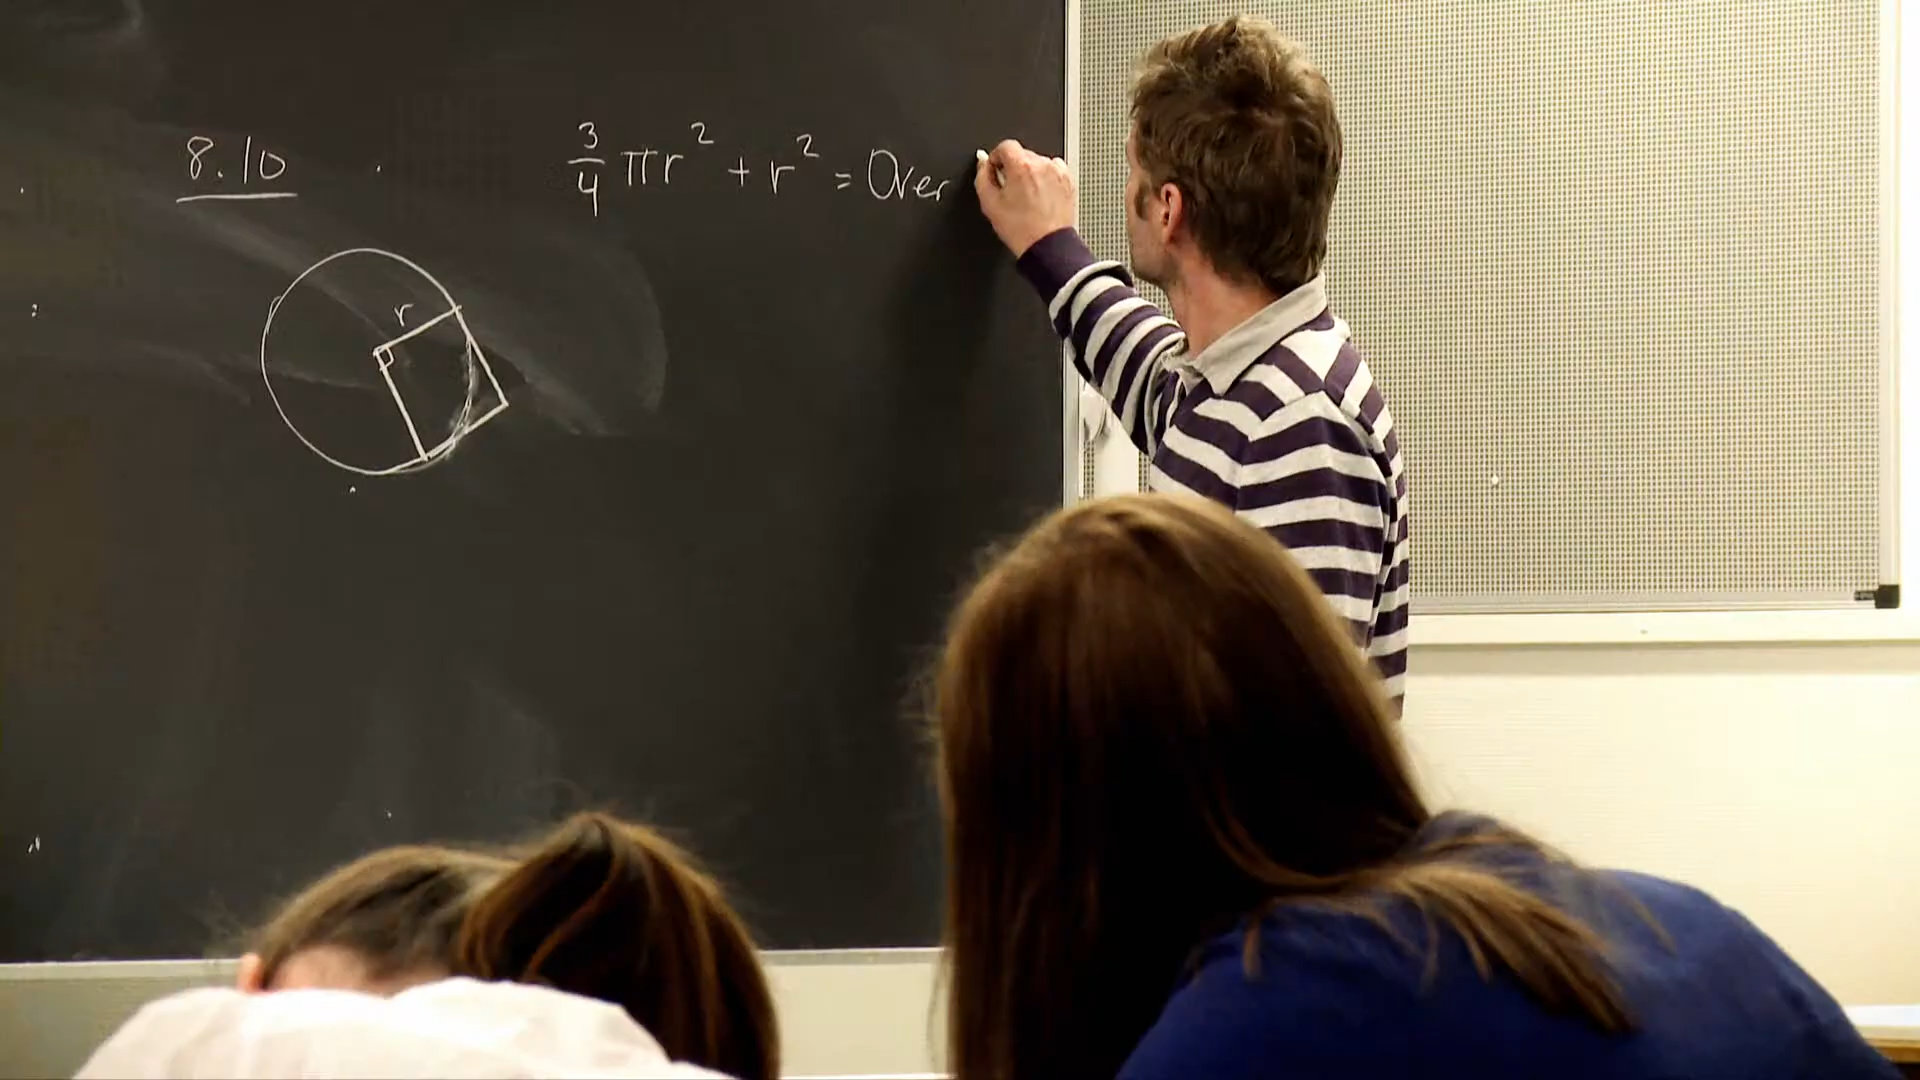 8.10
3/4 πr² + r² = Over
r